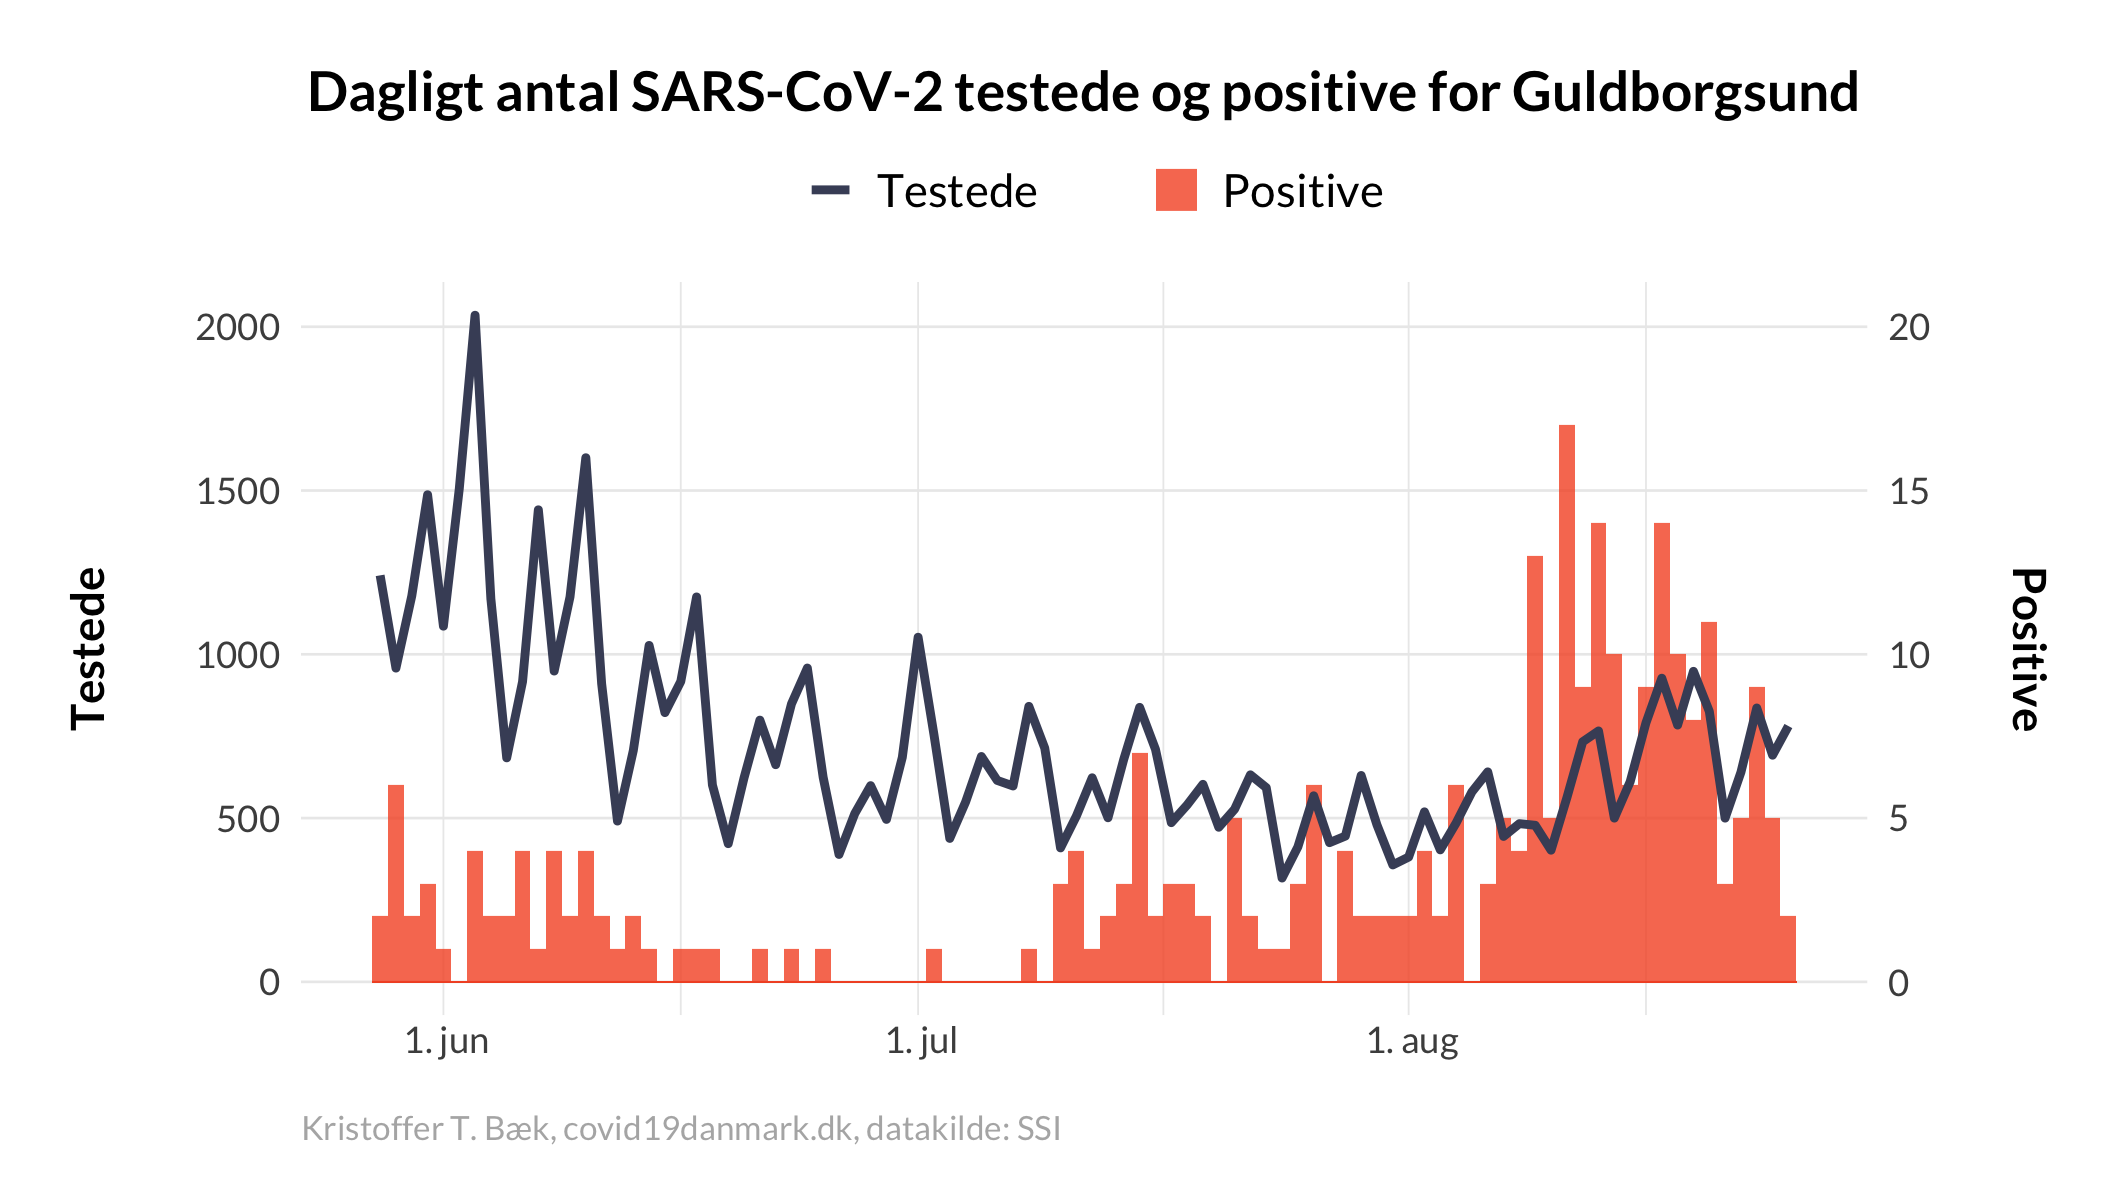 Dagligt antal SARS-CoV-2 testede og positive for Guldborgsund
Testede
Positive
2000
1500
1000
500
0
20
15
10
5
0
Testede
Positive
1. jun
1. jul
1. aug
Kristoffer T. Bæk, covid19danmark.dk, datakilde: SSI